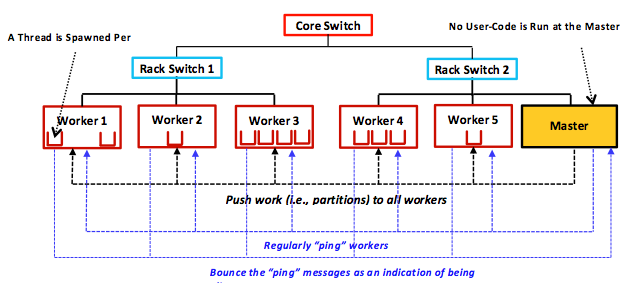 Core Switch
No User-Code is Run at the Master
A Thread is Spawned Per
Rack Switch 1
Rack Switch 2
Worker 1
Worker 2
Worker 3
Worker 4
Worker 5
Master
Push work (i.e., partitions) to all workers
Regularly “ping” workers
Bounce the “ping” messages as an indication of being